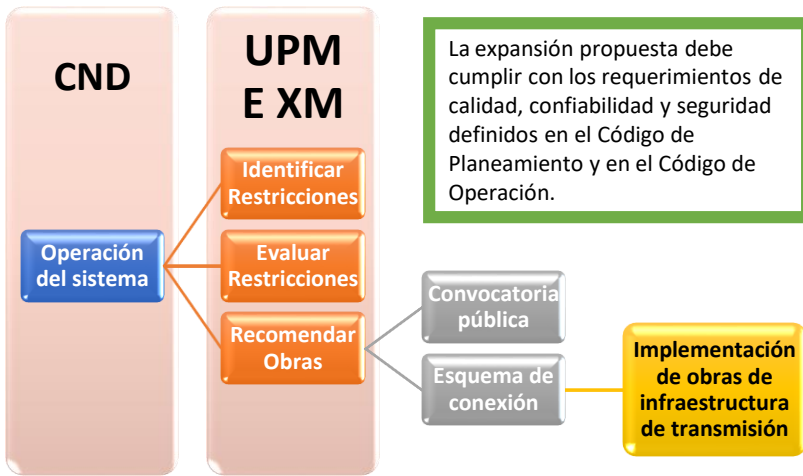 CND
UPM
E XM
La expansión propuesta debe
cumplir con los requerimientos de
calidad, confiabilidad y seguridad
definidos en el Código de
Planeamiento y en el Código de
Operación.
Identificar
Restricciones
Operación
del sistema
Evaluar
Restricciones
Recomendar
Obras
Convocatoria
pública
Esquema de
conexión
Implementación
de obras de
infraestructura
de transmisión